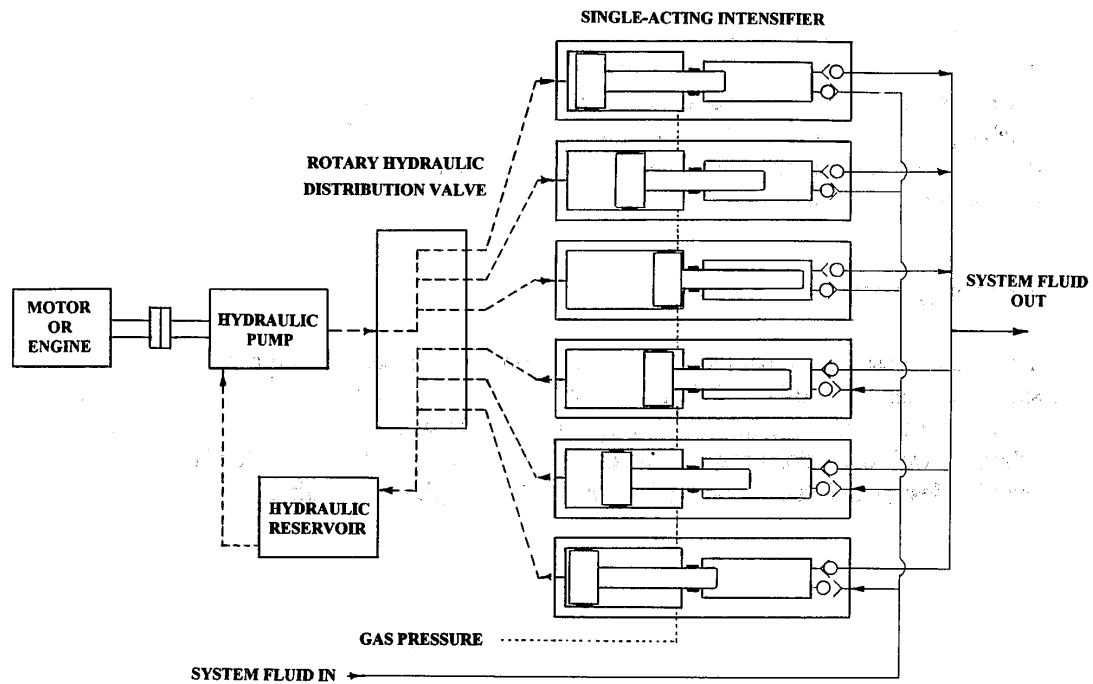 SINGLE-ACTING INTENSIFIER
ROTARY HYDRAULIC
DISTRIBUTION VALVE
MOTOR
OR
ENGINE
HYDRAULIC
PUMP
SYSTEM FLUID
OUT
HYDRAULIC
RESERVOIR
GAS PRESSURE
SYSTEM FLUID IN